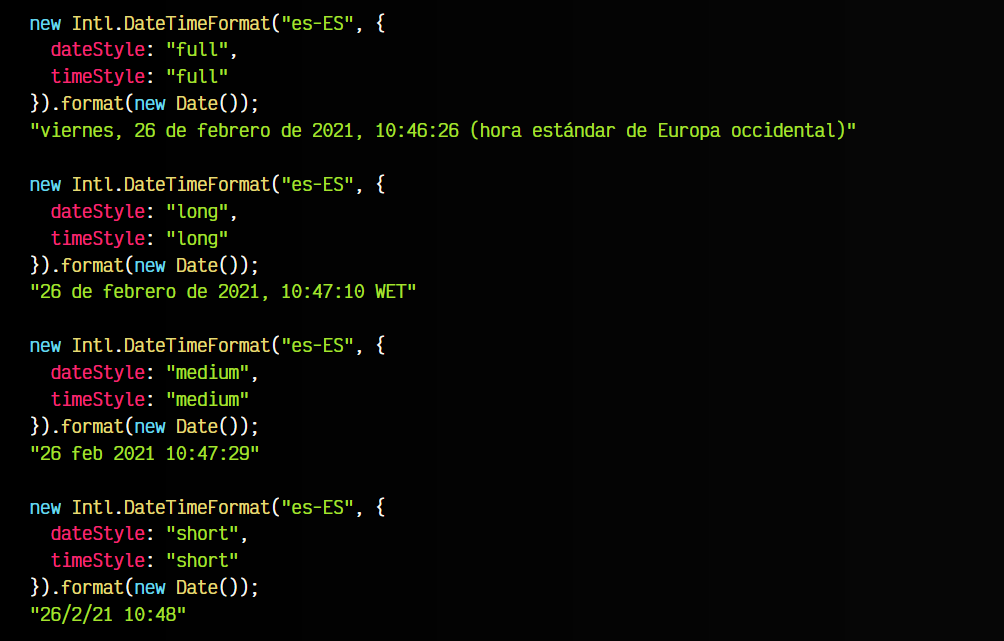 new Intl.DateTimeFormat("es-ES", {
  dateStyle: "full",
  timeStyle: "full"
}).format(new Date());
"viernes, 26 de febrero de 2021, 10:46:26 (hora estándar de Europa occidental)"

new Intl.DateTimeFormat("es-ES", {
  dateStyle: "long",
  timeStyle: "long"
}).format(new Date());
"26 de febrero de 2021, 10:47:10 WET"

new Intl.DateTimeFormat("es-ES", {
  dateStyle: "medium",
  timeStyle: "medium"
}).format(new Date());
"26 feb 2021 10:47:29"

new Intl.DateTimeFormat("es-ES", {
  dateStyle: "short",
  timeStyle: "short"
}).format(new Date());
"26/2/21 10:48"